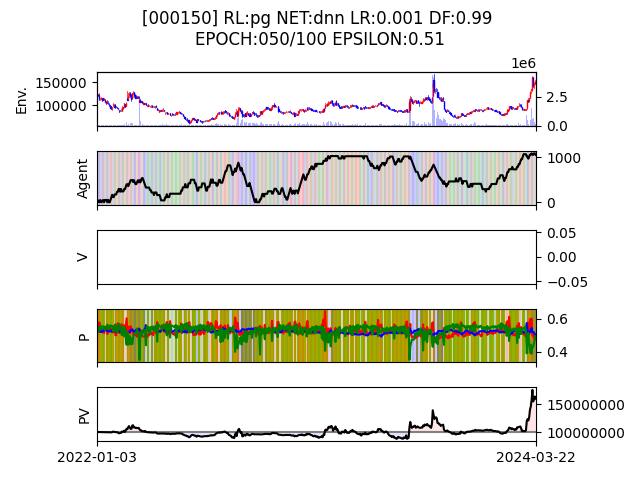 [000150] RL:pg NET:dnn LR:0.001 DF:0.99
EPOCH:050/100 EPSILON:0.51
1e6
Env.
150000
100000
2.5
0.0
Agent
1000
0
V
0.05
0.00
−0.05
P
0.6
0.4
PV
150000000
100000000
2022-01-03
2024-03-22